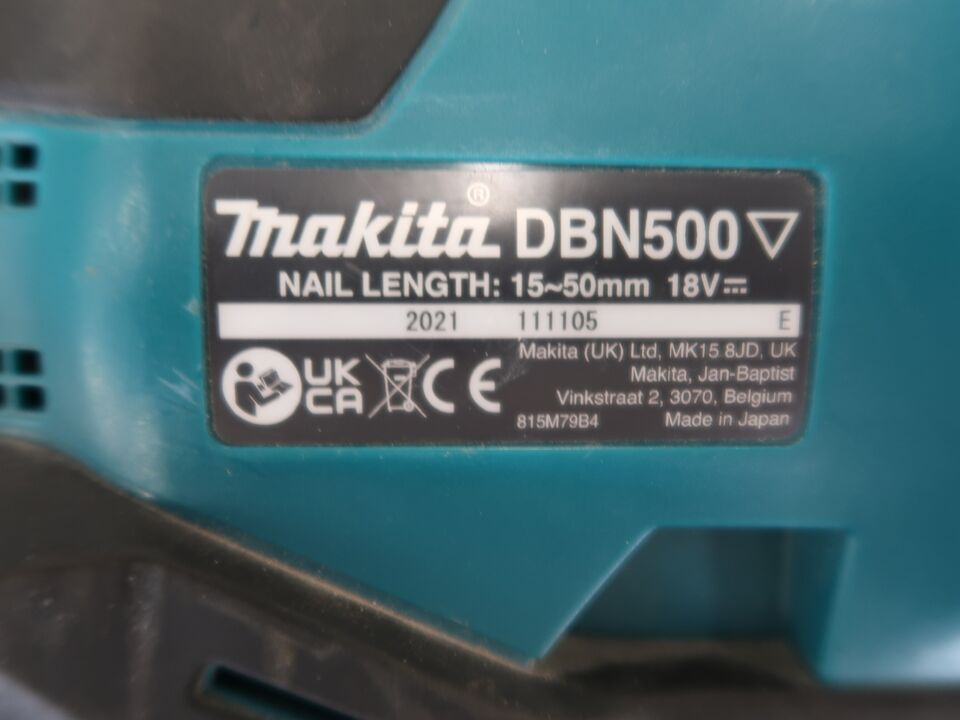 makita® DBN500
NAIL LENGTH: 15~50mm 18V
2021 111105 E
UK
CA
CE
Makita (UK) Ltd, MK15 8JD, UK
Makita, Jan-Baptist
Vinkstraat 2, 3070, Belgium
815M79B4 Made in Japan